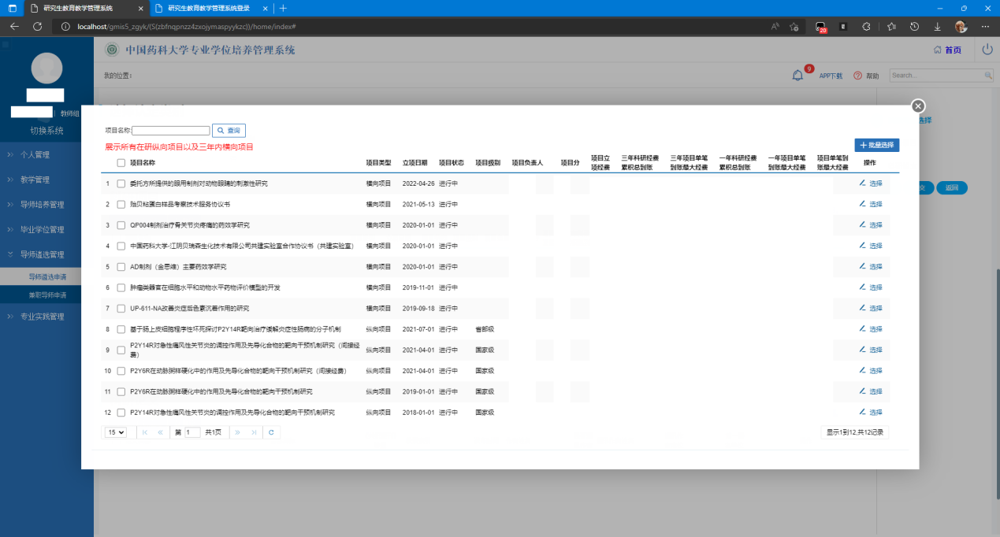 研究生教育教学管理系统
研究生教育教学管理系统登录
localhost/gmis5_zgyk/(S(zbfnqpnzz4zxojymaspyykzc))/home/index#
20
中国药科大学专业学位培养管理系统
首页
我的位置:
9
APP下载
帮助
Search...
教师组
切换系统
个人管理
教学管理
导师培养管理
毕业学位管理
导师遴选管理
导师遴选申请
兼职导师申请
专业实践管理
选择
交
返回
项目名称:
查询
展示所有在研纵向项目以及三年内横向项目
批量选择
项目名称 项目类型 立项日期 项目状态 项目级别 项目负责人 项目分 项目立项经费 三年科研经费累积总到账 三年项目单笔到账最大经费 一年科研经费累积总到账 一年项目单笔到账最大经费 项目单笔到账最大经费 操作
1 委托方所提供的眼用制剂对动物眼睛的刺激性研究 横向项目 2022-04-26 进行中 选择
2 贻贝粘蛋白样品考察技术服务协议书 横向项目 2021-05-13 进行中 选择
3 QP004制剂治疗骨关节炎疼痛的药效学研究 横向项目 2020-01-01 进行中 选择
4 中国药科大学-江阴贝瑞森生化技术有限公司共建实验室合作协议书（共建实验室） 横向项目 2020-01-01 进行中 选择
5 AD制剂（金思维）主要药效学研究 横向项目 2020-01-01 进行中 选择
6 肿瘤类器官在细胞水平和动物水平药物评价模型的开发 横向项目 2019-11-01 进行中 选择
7 UP-611-NA改善炎症后色素沉着作用的研究 横向项目 2019-09-18 进行中 选择
8 基于肠上皮细胞程序性坏死探讨P2Y14R靶向治疗缓解炎症性肠病的分子机制 纵向项目 2021-07-01 进行中 省部级 选择
9 P2Y14R对急性痛风性关节炎的调控作用及先导化合物的靶向干预机制研究（间接经费） 纵向项目 2021-04-01 进行中 国家级 选择
10 P2Y6R在动脉粥样硬化中的作用及先导化合物的靶向干预机制研究（间接经费） 纵向项目 2021-04-01 进行中 国家级 选择
11 P2Y6R在动脉粥样硬化中的作用及先导化合物的靶向干预机制研究 纵向项目 2019-01-01 进行中 国家级 选择
12 P2Y14R对急性痛风性关节炎的调控作用及先导化合物的靶向干预机制研究 纵向项目 2018-01-01 进行中 国家级 选择
15 第 1 共1页
显示1到12,共12记录